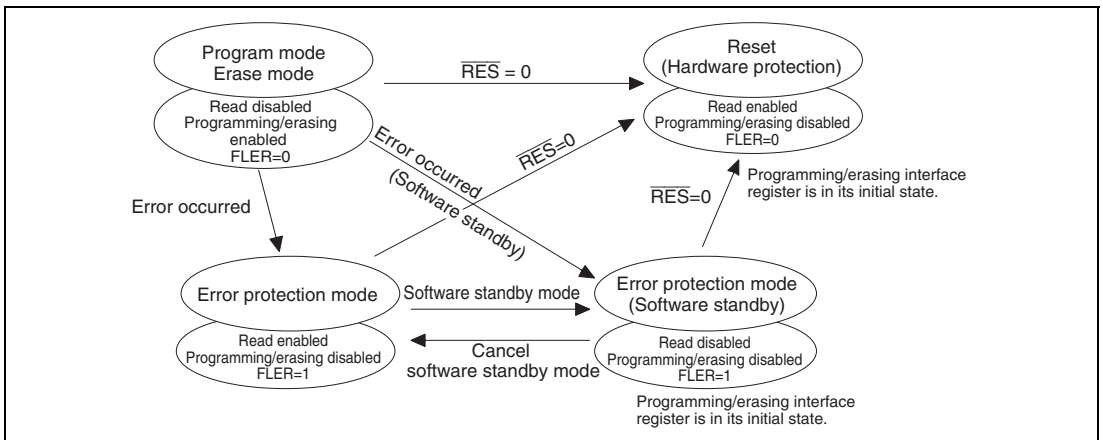 Program mode
Erase mode
Read disabled
Programming/erasing
enabled
FLER=0
R̅E̅S̅ = 0
Reset
(Hardware protection)
Read enabled
Programming/erasing disabled
FLER=0
Programming/erasing interface
register is in its initial state.
Error occurred
(Software standby)
R̅E̅S̅=0
R̅E̅S̅=0
Error occurred
Error protection mode
Read enabled
Programming/erasing disabled
FLER=1
Software standby mode
Cancel
software standby mode
Error protection mode
(Software standby)
Read disabled
Programming/erasing disabled
FLER=1
Programming/erasing interface
register is in its initial state.